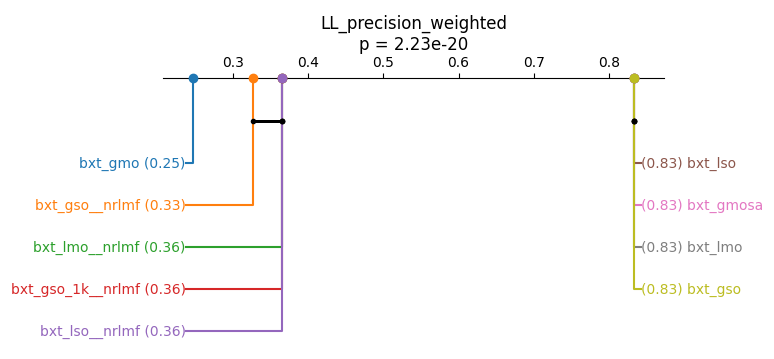 LL_precision_weighted
p = 2.23e-20
0.3 0.4 0.5 0.6 0.7 0.8
bxt_gmo (0.25) (0.83) bxt_lso
bxt_gso__nrlmf (0.33) (0.83) bxt_gmosa
bxt_lmo__nrlmf (0.36) (0.83) bxt_lmo
bxt_gso_1k__nrlmf (0.36) (0.83) bxt_gso
bxt_lso__nrlmf (0.36)